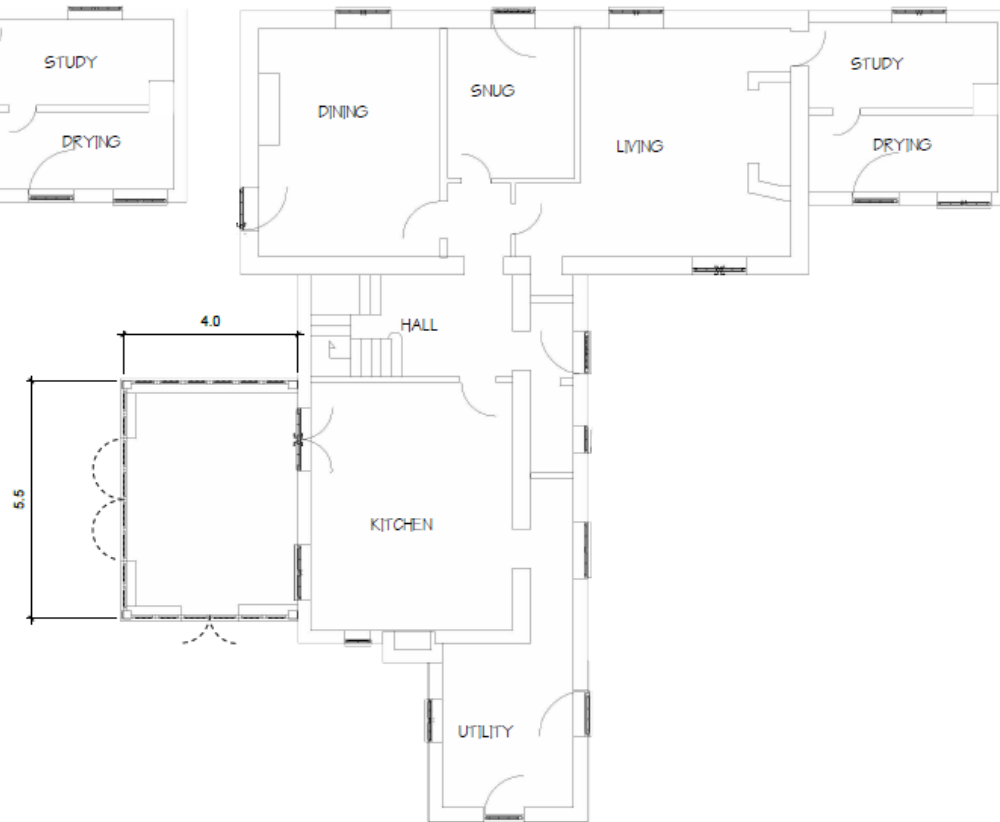 STUDY
DRYING
DINING
SNUG
LIVING
STUDY
DRYING
HALL
4.0
5.5
KITCHEN
UTILITY